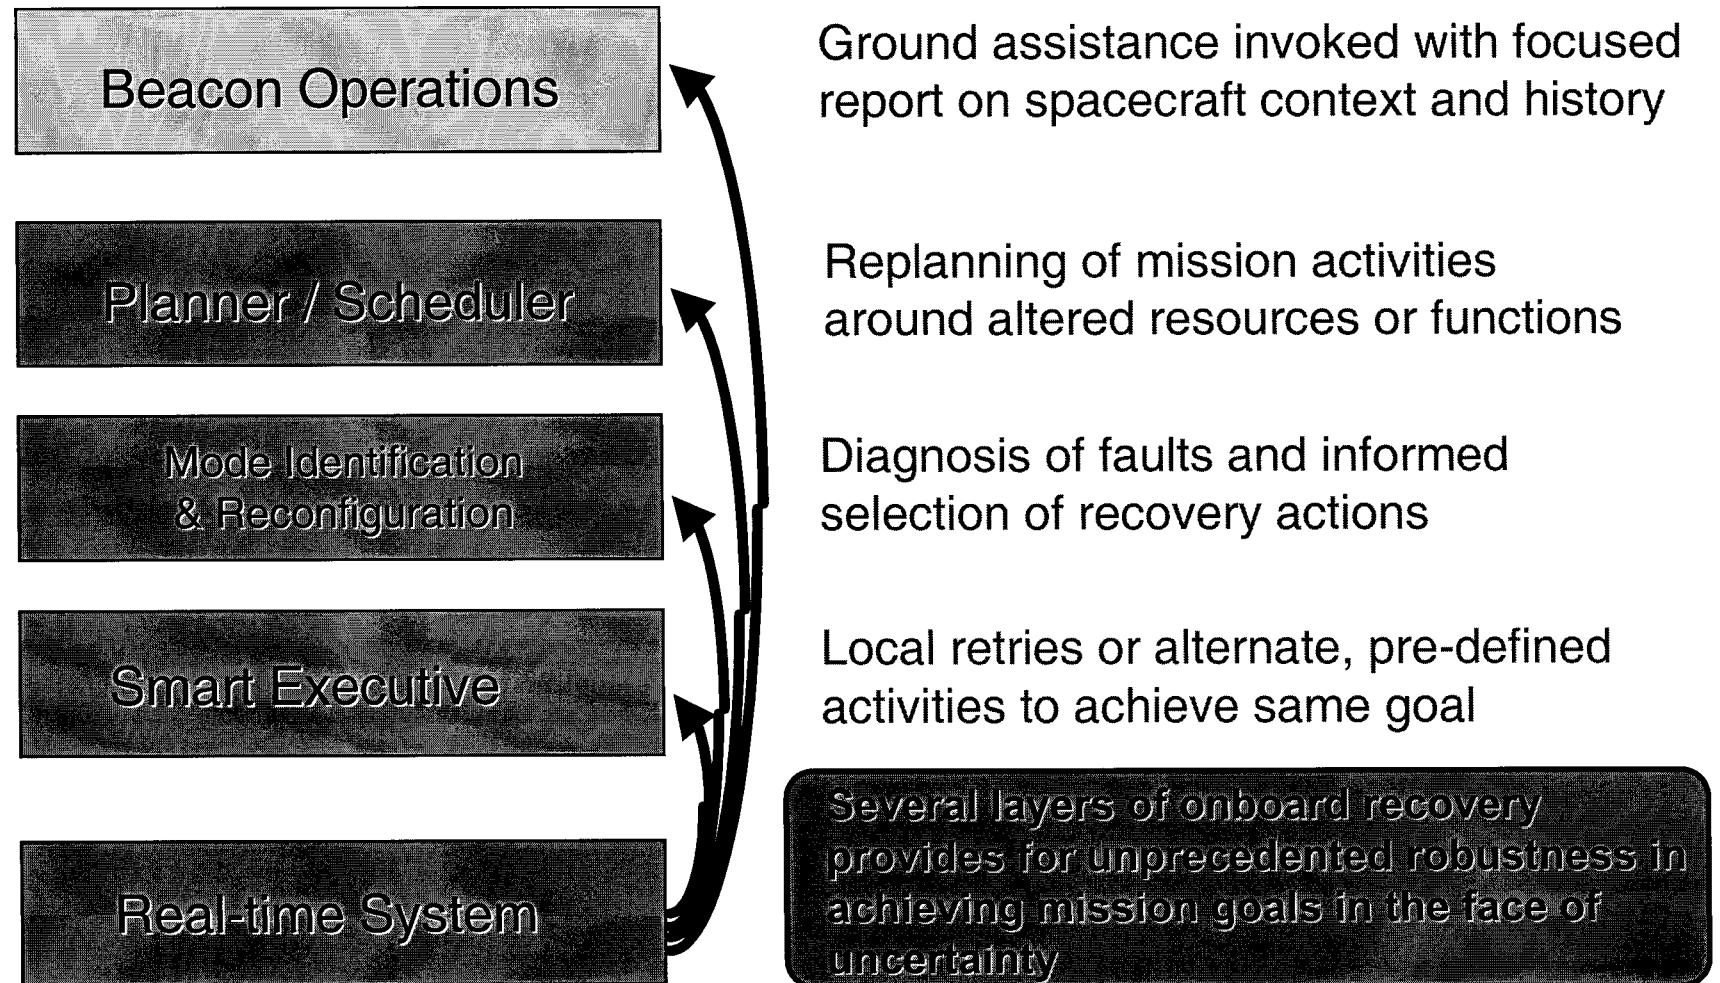 Beacon Operations
Ground assistance invoked with focused
report on spacecraft context and history
Planner / Scheduler
Replanning of mission activities
around altered resources or functions
Mode Identification
& Reconfiguration
Diagnosis of faults and informed
selection of recovery actions
Smart Executive
Local retries or alternate, pre-defined
activities to achieve same goal
Real-time System
Several layers of onboard recovery
provides for unprecedented robustness in
achieving mission goals in the face of
uncertainty